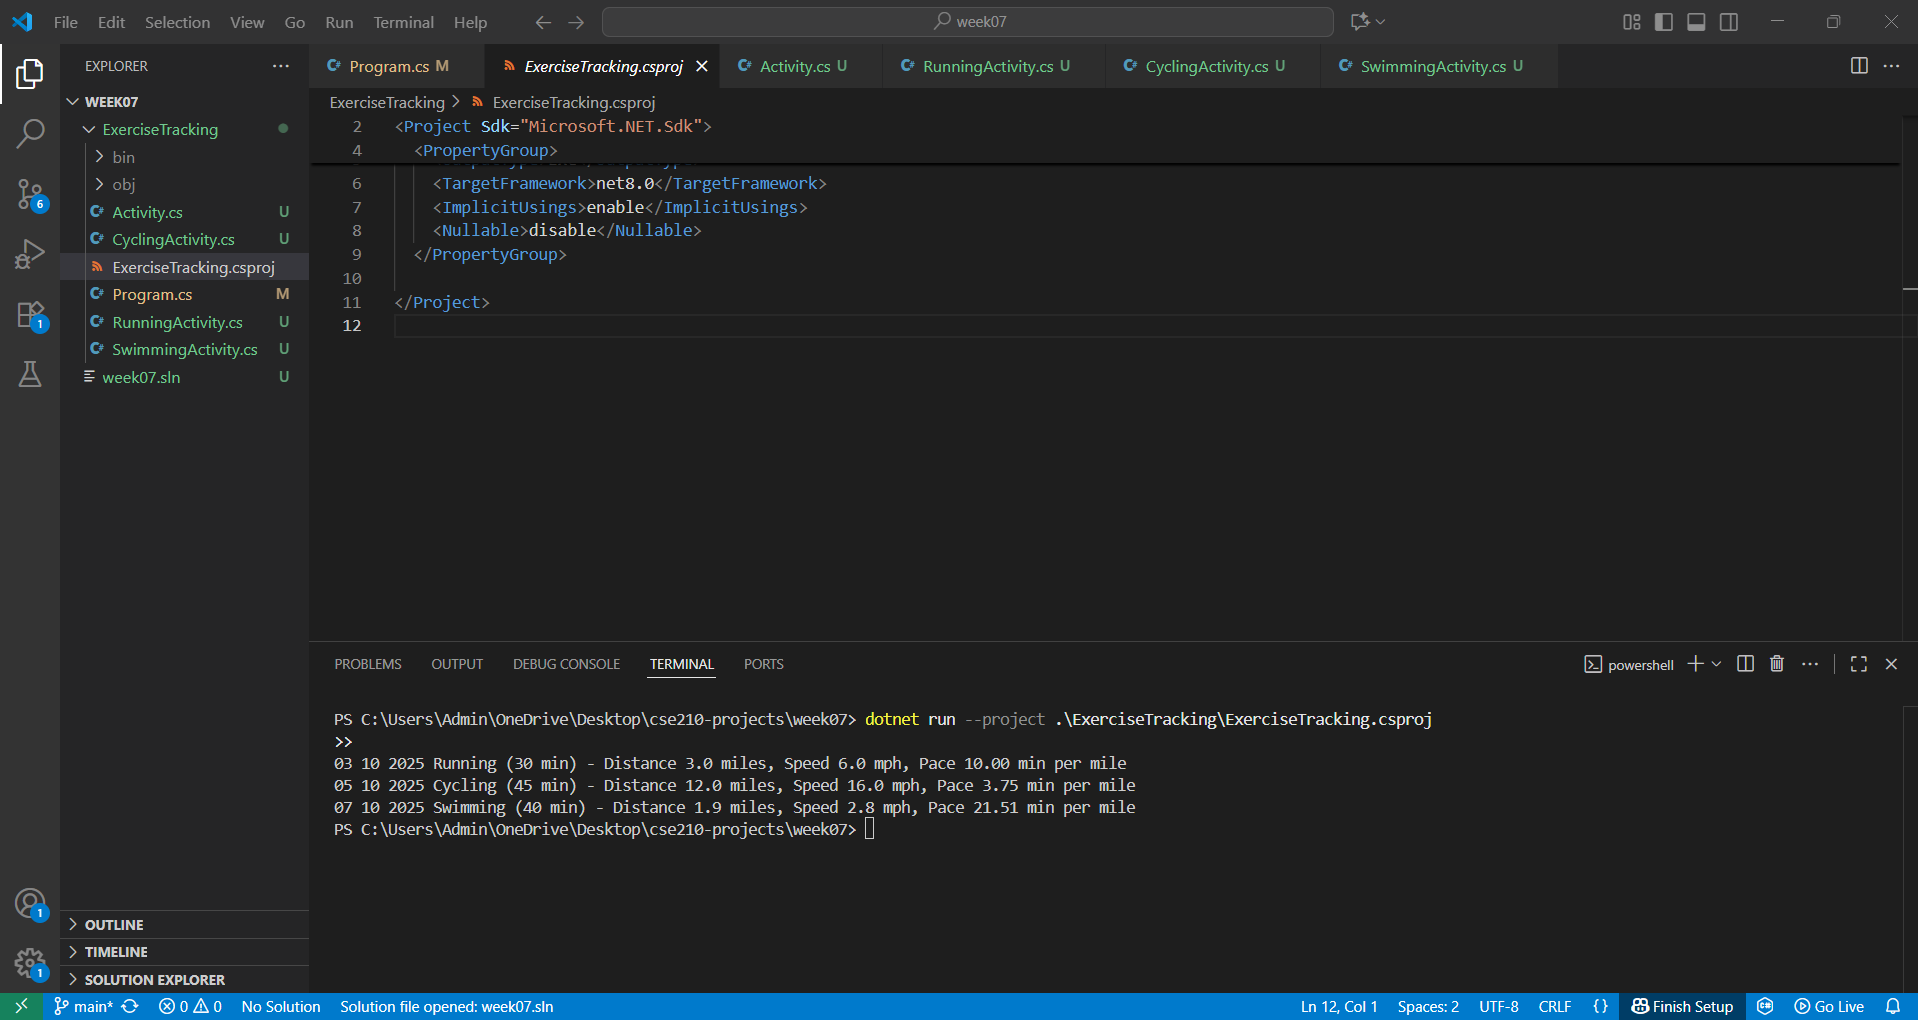 File Edit Selection View Go Run Terminal Help week07
EXPLORER
WEEK07
ExerciseTracking
bin
obj
Activity.cs U
CyclingActivity.cs U
ExerciseTracking.csproj
Program.cs M
RunningActivity.cs U
SwimmingActivity.cs U
week07.sln U
OUTLINE
TIMELINE
SOLUTION EXPLORER
6
1
1
1
Program.cs M ExerciseTracking.csproj Activity.cs U RunningActivity.cs U CyclingActivity.cs U SwimmingActivity.cs U
ExerciseTracking > ExerciseTracking.csproj
2 <Project Sdk="Microsoft.NET.Sdk">
4 <PropertyGroup>
6 <TargetFramework>net8.0</TargetFramework>
7 <ImplicitUsings>enable</ImplicitUsings>
8 <Nullable>disable</Nullable>
9 </PropertyGroup>
10
11 </Project>
12
PROBLEMS OUTPUT DEBUG CONSOLE TERMINAL PORTS powershell
PS C:\Users\Admin\OneDrive\Desktop\cse210-projects\week07> dotnet run --project .\ExerciseTracking\ExerciseTracking.csproj
>>
03 10 2025 Running (30 min) - Distance 3.0 miles, Speed 6.0 mph, Pace 10.00 min per mile
05 10 2025 Cycling (45 min) - Distance 12.0 miles, Speed 16.0 mph, Pace 3.75 min per mile
07 10 2025 Swimming (40 min) - Distance 1.9 miles, Speed 2.8 mph, Pace 21.51 min per mile
PS C:\Users\Admin\OneDrive\Desktop\cse210-projects\week07>
main* 0 0 No Solution Solution file opened: week07.sln Ln 12, Col 1 Spaces: 2 UTF-8 CRLF {} Finish Setup Go Live